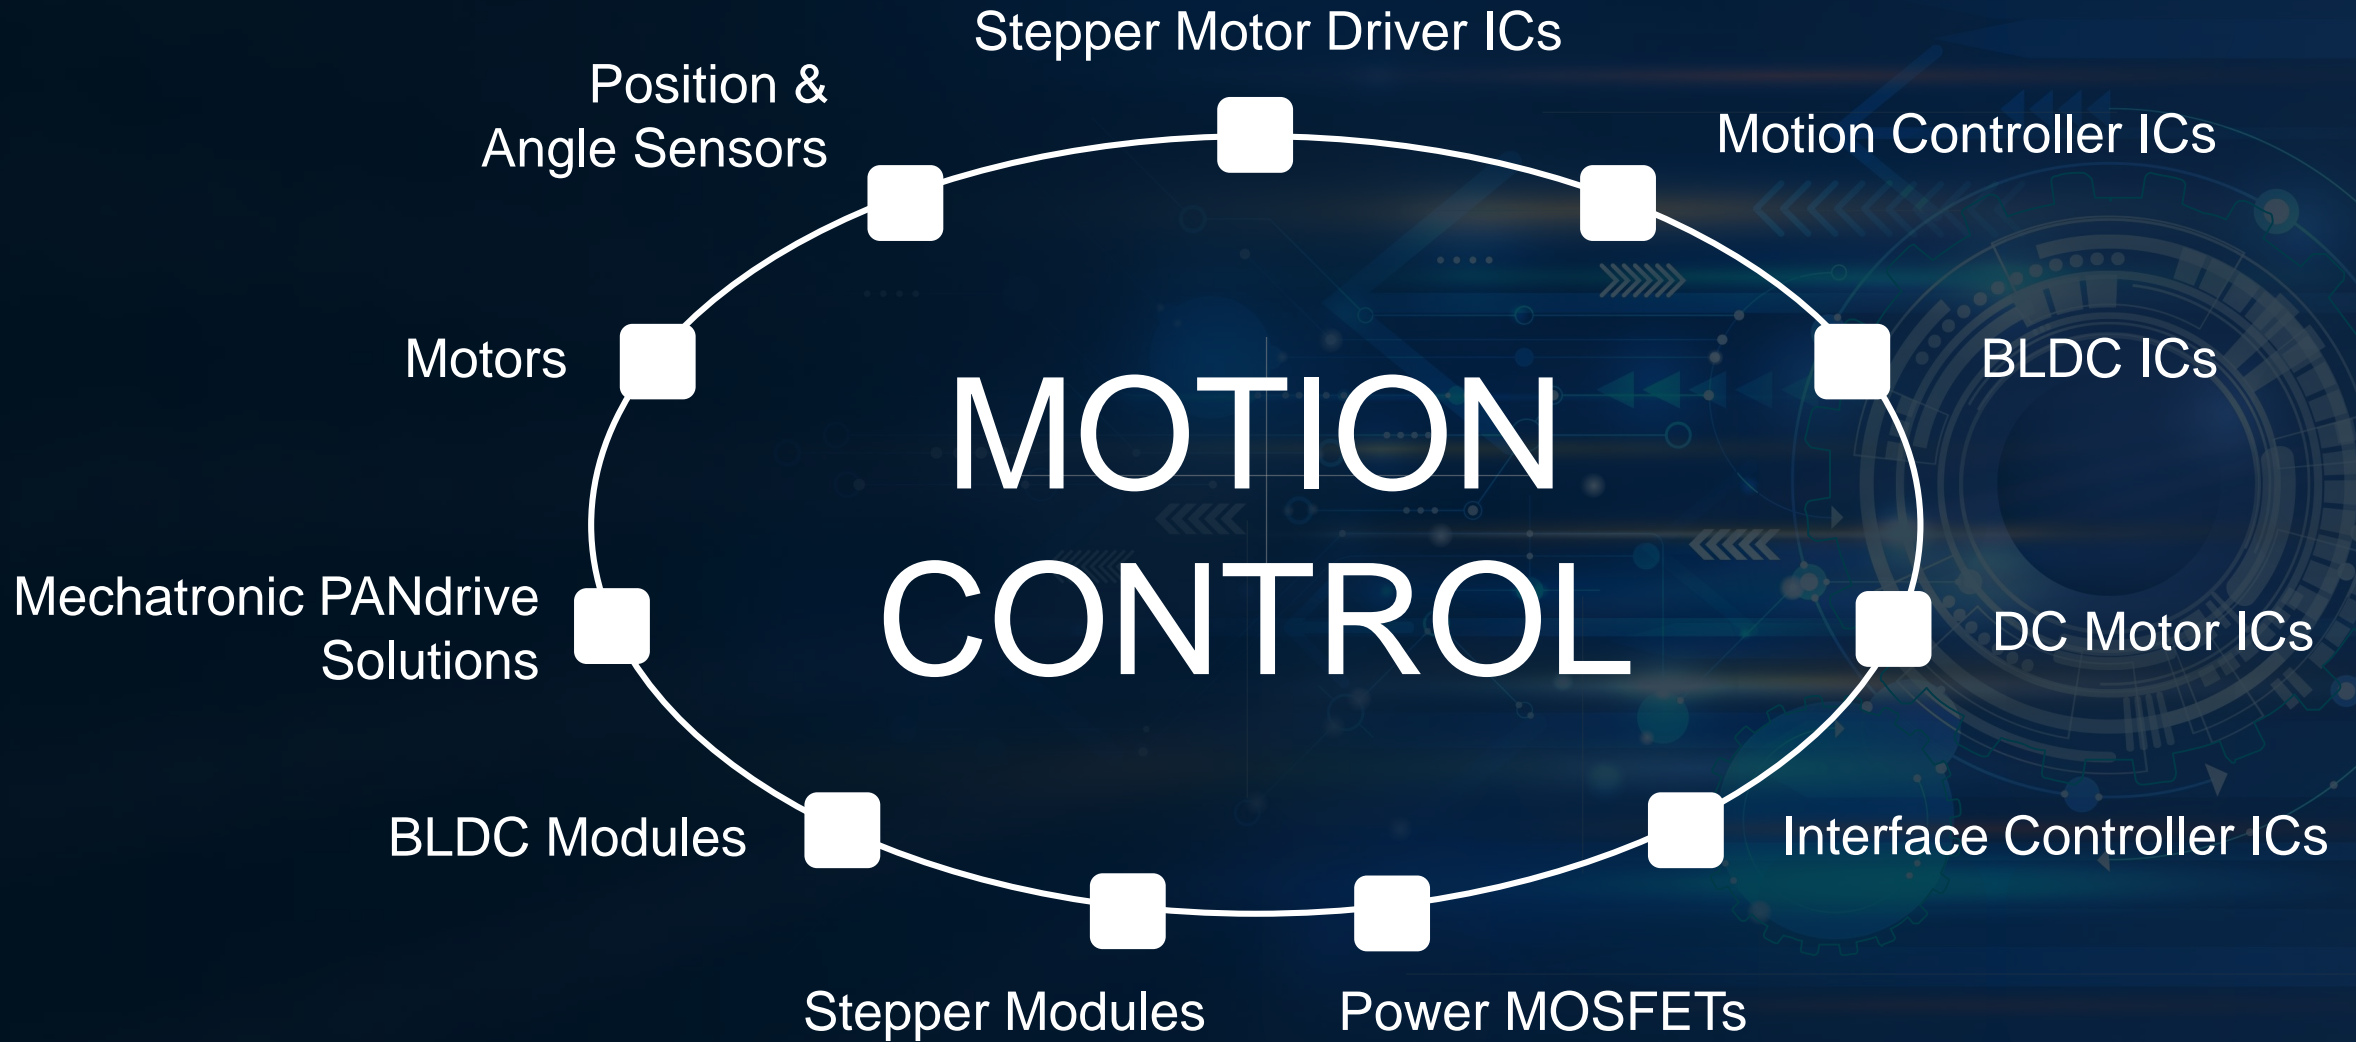 Stepper Motor Driver ICs
Position &
Angle Sensors
Motion Controller ICs
Motors
BLDC ICs
MOTION
CONTROL
Mechatronic PANdrive
Solutions
DC Motor ICs
BLDC Modules
Interface Controller ICs
Stepper Modules
Power MOSFETs